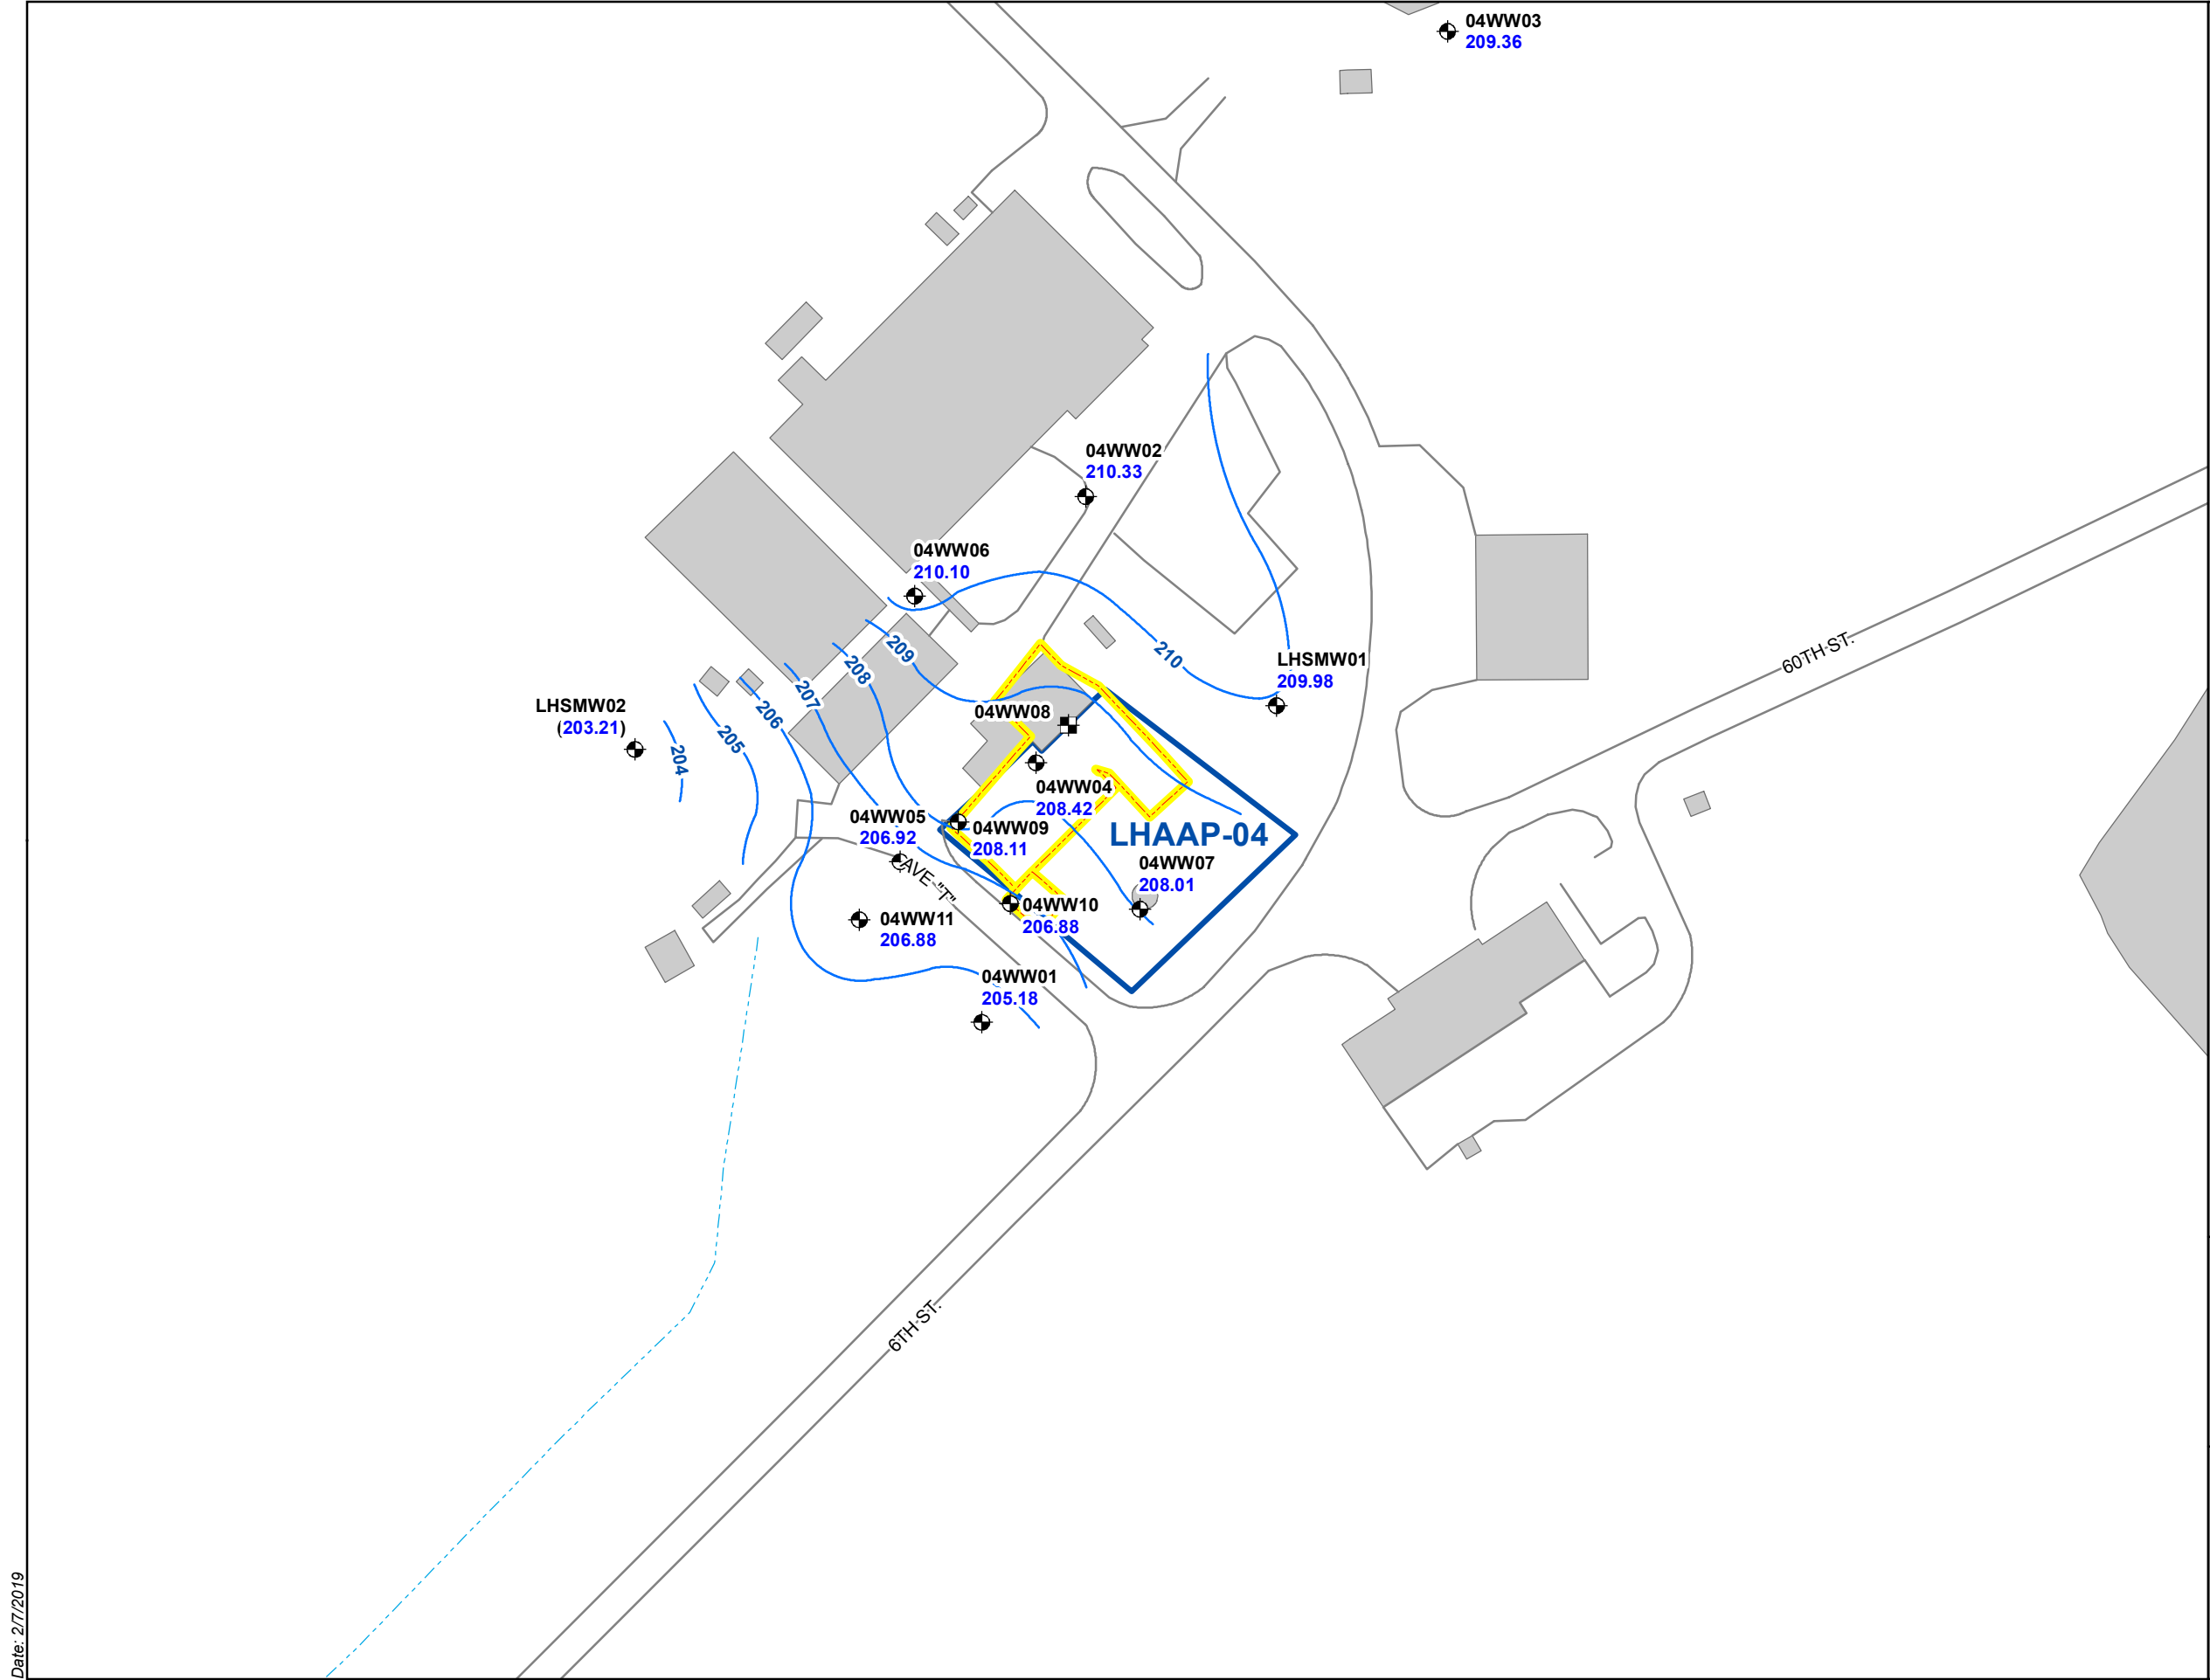 04WW03
209.36
04WW02
210.33
04WW06
210.10
209
208
207
206
205
204
210
60TH ST.
LHSMW01
209.98
LHSMW02
(203.21)
04WW08
04WW04
208.42
04WW05
206.92
04WW09
208.11
LHAAP-04
04WW07
208.01
AVE "T"
04WW10
206.88
04WW11
206.88
04WW01
205.18
6TH ST.
Date: 2/7/2019